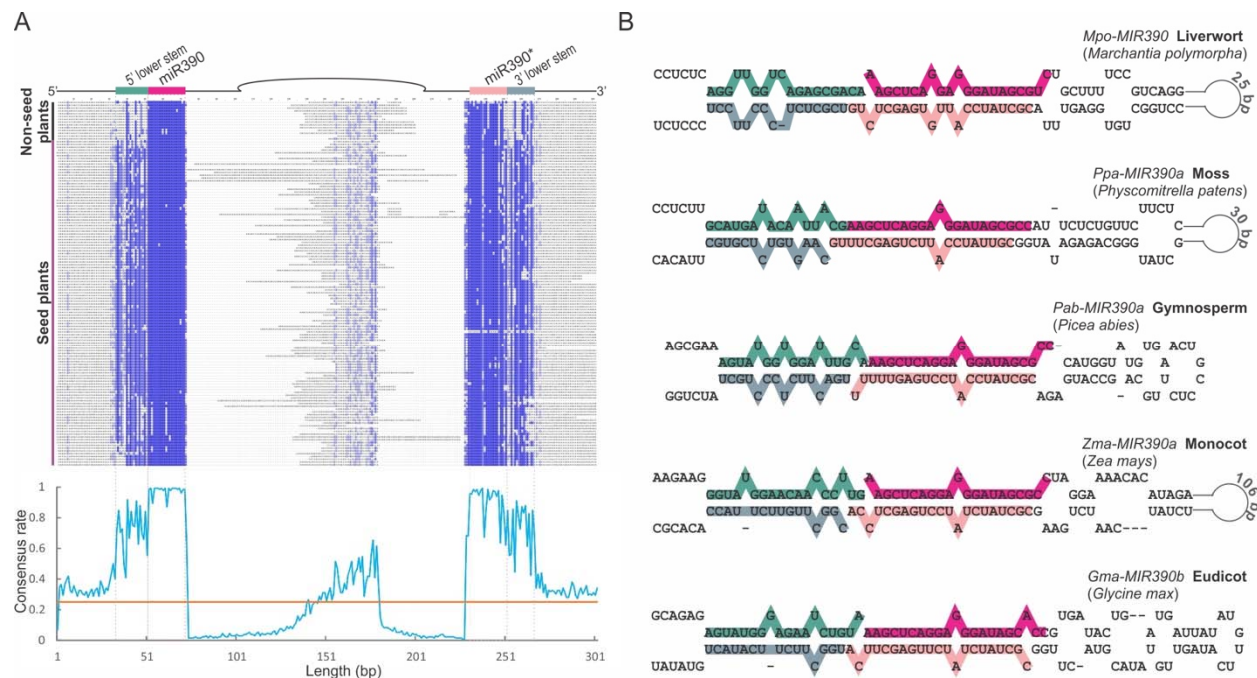 A
5' lower stem
miR390
miR390*
3' lower stem
5'
3'
Non-seed plants
Seed plants
Consensus rate
1
0.8
0.6
0.4
0.2
0
1
51
101
151
201
251
301
Length (bp)
B
Mpo-MIR390 Liverwort
(Marchantia polymorpha)
CCUCUC UU UC A G G CU U UCC
AGG GG AGAGCGACA AGCUCA GA GGAUAGCGU GCUUU GUCAGG
UCC CC UCUCGCUGU UCGAGU UU CCUAUCGCA UGAGG CGGUCC
UCUCCC UU C- C G A UU UGU
25 bp
Ppa-MIR390a Moss
(Physcomitrella patens)
CCUCUU U A A G - UUCU
GCAUGA ACA UU CGAAGCUCAGGA GGAUAGCGCCAU UCUCUGUUC C
CGUGCU UGU AA GUUUCGAGUCUU CCUAUUGCGGUA AGAGACGGG G
CACAUU C G C A U UAUC
30 bp
Pab-MIR390a Gymnosperm
(Picea abies)
AGCGAA U U U C G CC- A UG ACU
AGUA GG GGA UUGA AAGCUCAGGA GGAUAGCG CAUGGU UG A G
UCGU CC CUU AGU UUUUGAGUCCU CCUAUCGC GUACCG AC U C
GGUCUA C U C U A AGA - GU CUC
Zma-MIR390a Monocot
(Zea mays)
AAGAAG U C U A G CUA AAACAC
GGUA GGAACAA CC UG AGCUCAGGA GGAUAGCGC GGA AUAGA
CCAU UCUUGUU GG AC UCGAGUCCU UCUAUCGCG UCU UAUCU
CGCACA - C C C A AAG AAC---
106 bp
Gma-MIR390b Eudicot
(Glycine max)
GCAGAG G U A G A UGA UG-- UG AU
AGUAUGG AGAA CUGU AAGCUCAGGA GGAUAGC CCG UAC A AUUAU G
UCAUACU UCUU GGUA UUCGAGUUCU UCUAUCG GGU AUG U UGAUA U
UAUAUG - C C A C UC- CAUA GU CU